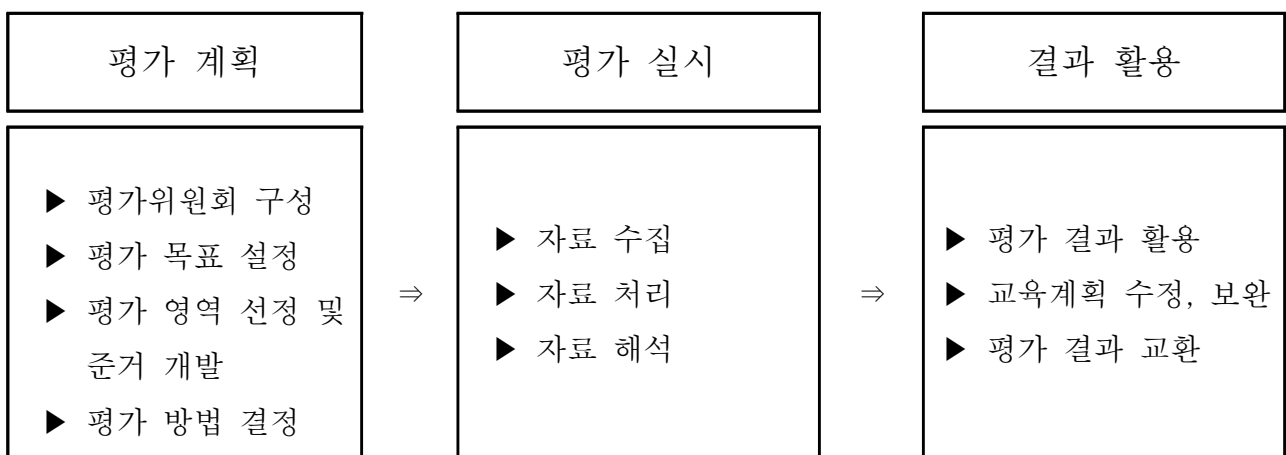 평가 계획
▶ 평가위원회 구성
▶ 평가 목표 설정
▶ 평가 영역 선정 및
준거 개발
▶ 평가 방법 결정
⇒
평가 실시
▶ 자료 수집
▶ 자료 처리
▶ 자료 해석
⇒
결과 활용
▶ 평가 결과 활용
▶ 교육계획 수정, 보완
▶ 평가 결과 교환